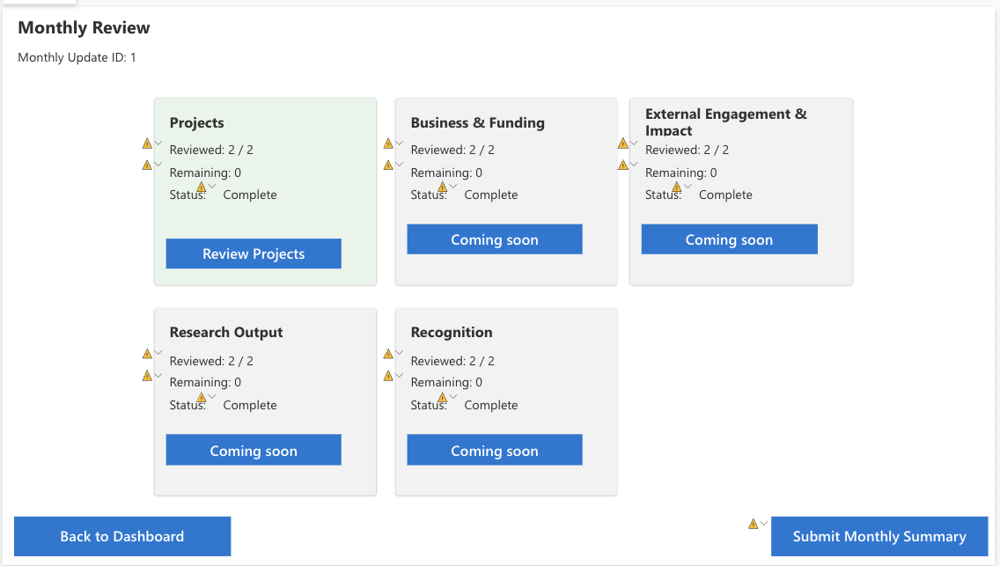 Monthly Review
Monthly Update ID: 1
Projects
Reviewed: 2 / 2
Remaining: 0
Status: Complete
Review Projects
Business & Funding
Reviewed: 2 / 2
Remaining: 0
Status: Complete
Coming soon
External Engagement &
Impact
Reviewed: 2 / 2
Remaining: 0
Status: Complete
Coming soon
Research Output
Reviewed: 2 / 2
Remaining: 0
Status: Complete
Coming soon
Recognition
Reviewed: 2 / 2
Remaining: 0
Status: Complete
Coming soon
Back to Dashboard
Submit Monthly Summary